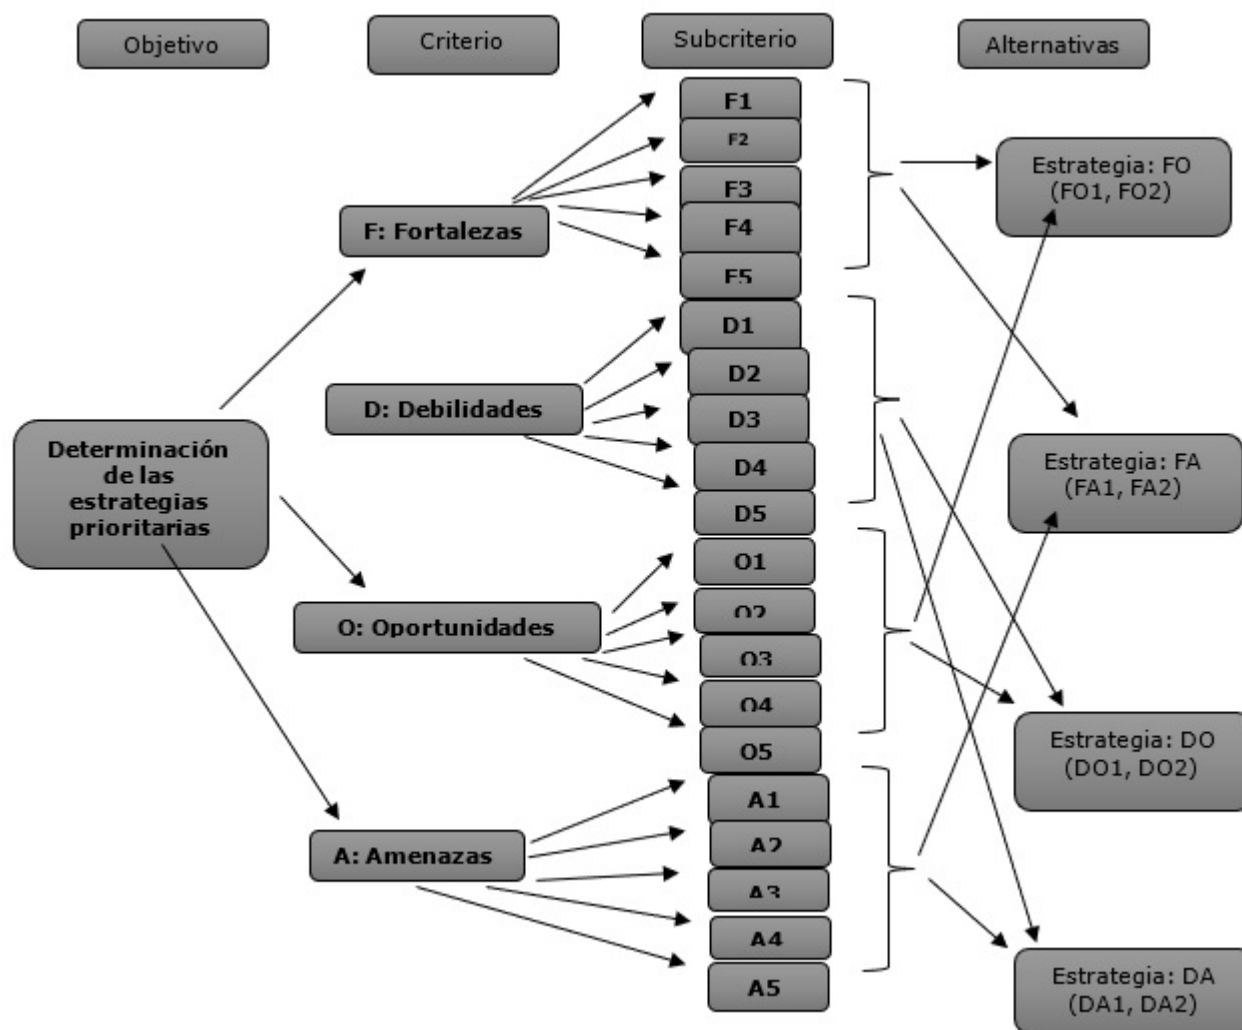 Objetivo
Criterio
Subcriterio
Alternativas
F1
F2
F3
F4
F5
D1
D2
D3
D4
D5
O1
O2
O3
O4
O5
A1
A2
A3
A4
A5
F: Fortalezas
D: Debilidades
O: Oportunidades
A: Amenazas
Determinación
de las
estrategias
prioritarias
Estrategia: FO
(FO1, FO2)
Estrategia: FA
(FA1, FA2)
Estrategia: DO
(DO1, DO2)
Estrategia: DA
(DA1, DA2)